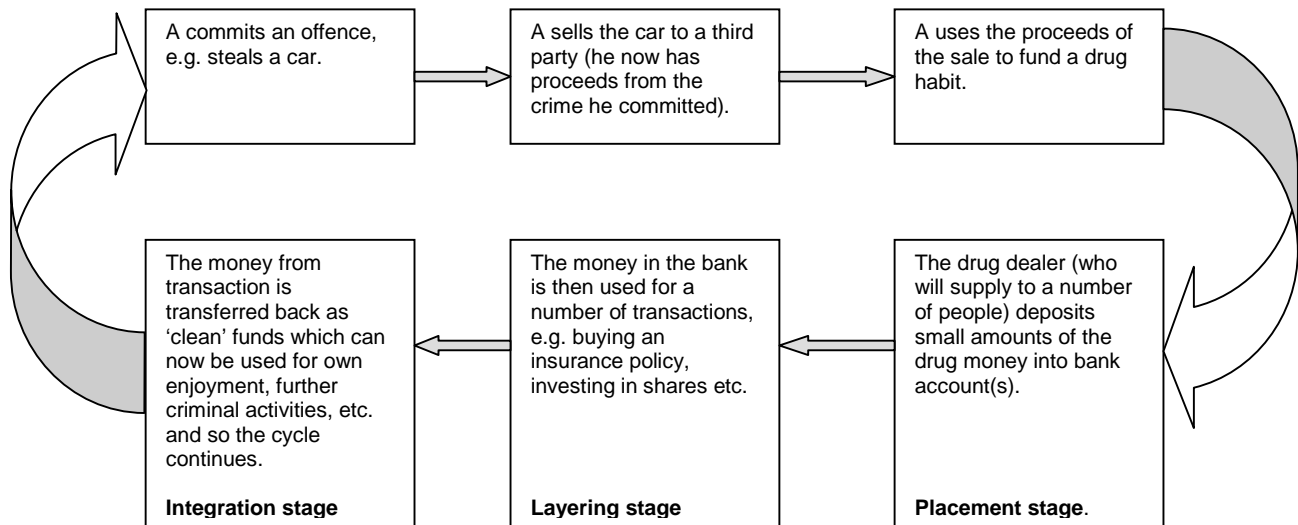 A commits an offence,
e.g. steals a car.
A sells the car to a third
party (he now has
proceeds from the
crime he committed).
A uses the proceeds of
the sale to fund a drug
habit.
The money from
transaction is
transferred back as
‘clean’ funds which can
now be used for own
enjoyment, further
criminal activities, etc.
and so the cycle
continues.
Integration stage
The money in the bank
is then used for a
number of transactions,
e.g. buying an
insurance policy,
investing in shares etc.
Layering stage
The drug dealer (who
will supply to a number
of people) deposits
small amounts of the
drug money into bank
account(s).
Placement stage.